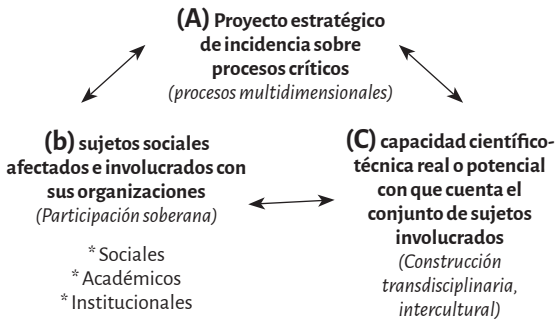 (A) Proyecto estratégico
de incidencia sobre
procesos críticos
(procesos multidimensionales)
(b) sujetos sociales
afectados e involucrados con
sus organizaciones
(Participación soberana)
* Sociales
* Académicos
* Institucionales
(C) capacidad científico-
técnica real o potencial
con que cuenta el
conjunto de sujetos
involucrados
(Construcción
transdisciplinaria,
intercultural)